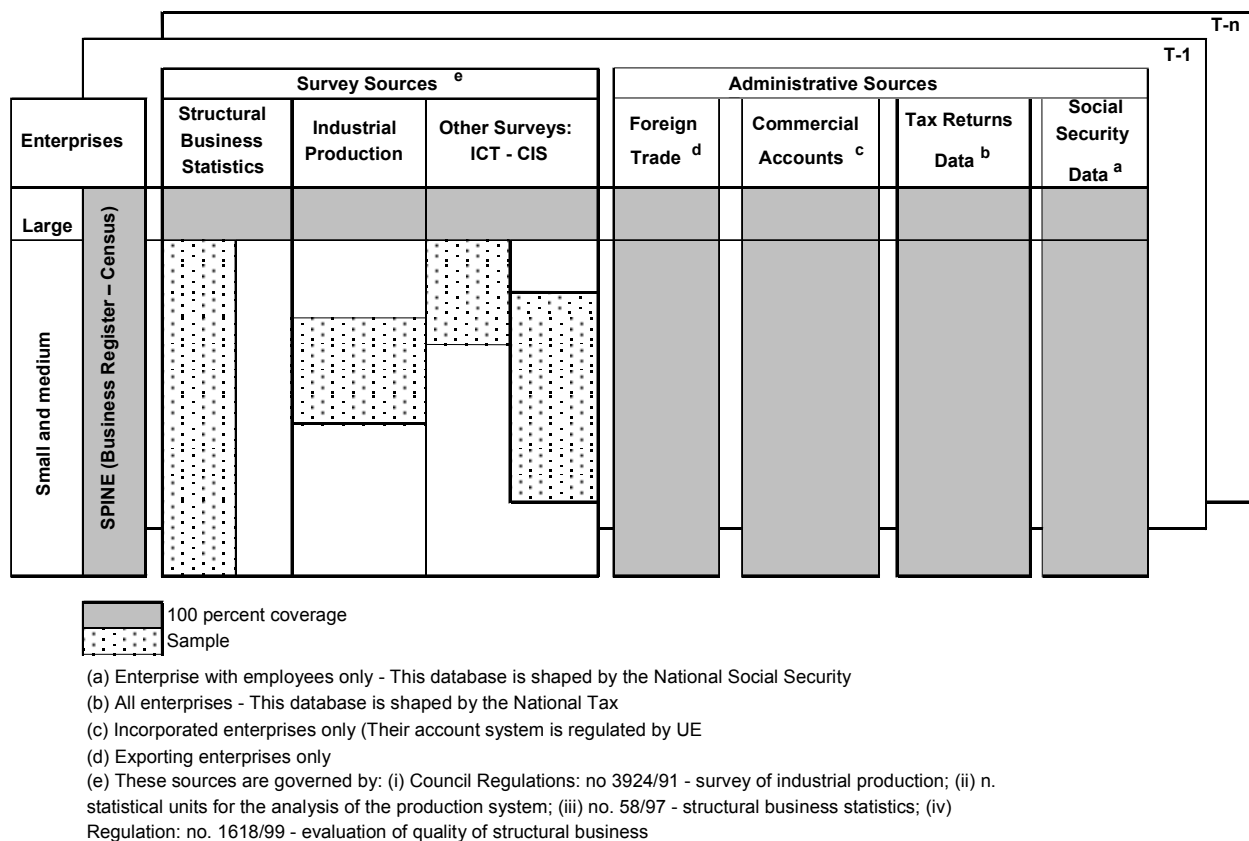 T-n
T-1
Survey Sources e
Administrative Sources
Enterprises
Structural
Business
Statistics
Industrial
Production
Other Surveys:
ICT - CIS
Foreign
Trade d
Commercial
Accounts c
Tax Returns
Data b
Social
Security
Data a
Large
Small and medium
SPINE (Business Register – Census)
100 percent coverage
Sample
(a) Enterprise with employees only - This database is shaped by the National Social Security
(b) All enterprises - This database is shaped by the National Tax
(c) Incorporated enterprises only (Their account system is regulated by UE
(d) Exporting enterprises only
(e) These sources are governed by: (i) Council Regulations: no 3924/91 - survey of industrial production; (ii) n.
statistical units for the analysis of the production system; (iii) no. 58/97 - structural business statistics; (iv)
Regulation: no. 1618/99 - evaluation of quality of structural business